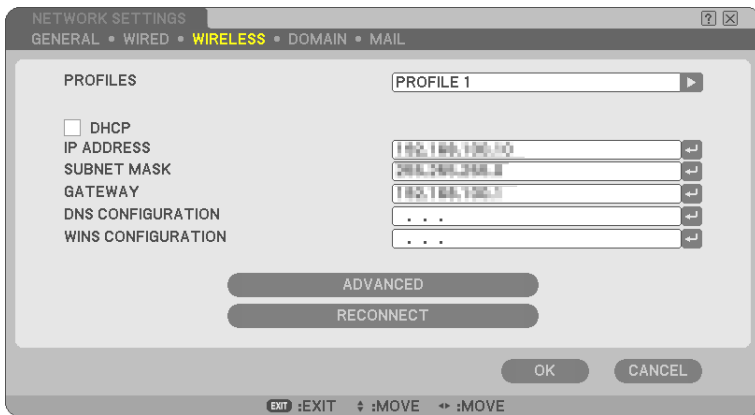 NETWORK SETTINGS
GENERAL • WIRED • WIRELESS • DOMAIN • MAIL
PROFILES PROFILE 1
DHCP
IP ADDRESS
SUBNET MASK
GATEWAY
DNS CONFIGURATION . . .
WINS CONFIGURATION . . .
ADVANCED
RECONNECT
OK CANCEL
EXIT :EXIT :MOVE :MOVE